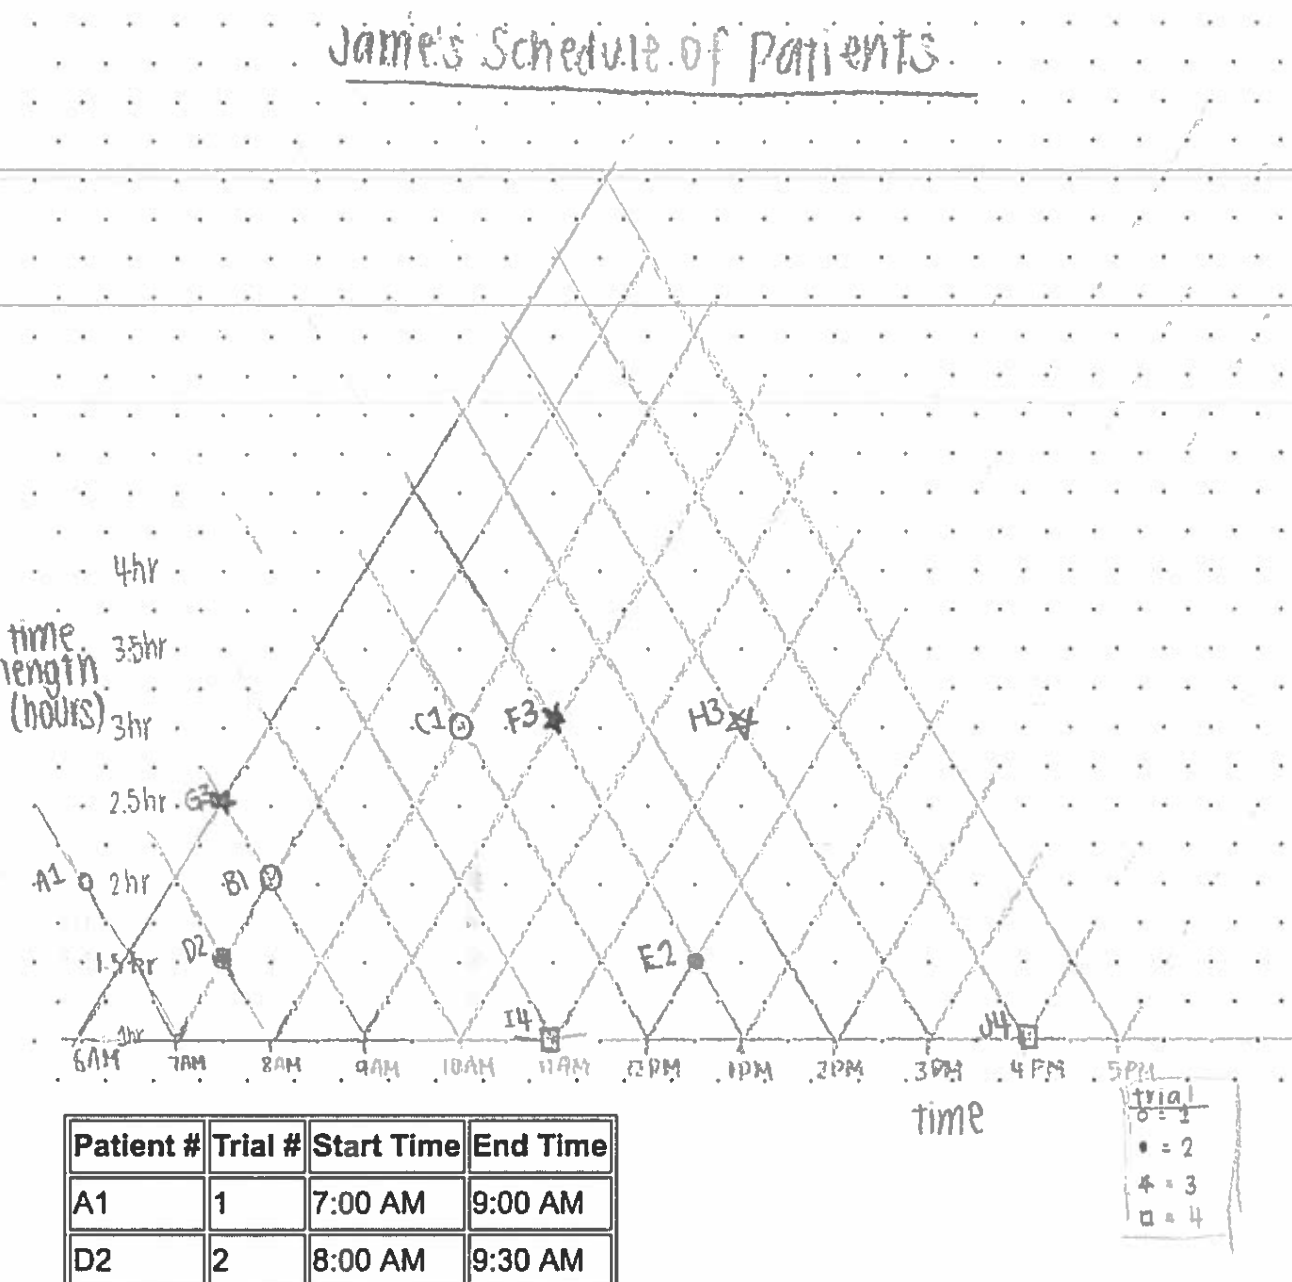 Jame's Schedule of Patients
4hr
time
length
(hours)
3.5hr
3hr
C1
F3
H3
2.5hr
G3
A1
2hr
B1
1.5hr
D2
E2
1hr
I4
J4
6AM 7AM 8AM 9AM 10AM 11AM 12PM 1PM 2PM 3PM 4PM 5PM
time
trial
o = 1
• = 2
☆ = 3
□ = 4
Patient # Trial # Start Time End Time
A1 1 7:00 AM 9:00 AM
D2 2 8:00 AM 9:30 AM